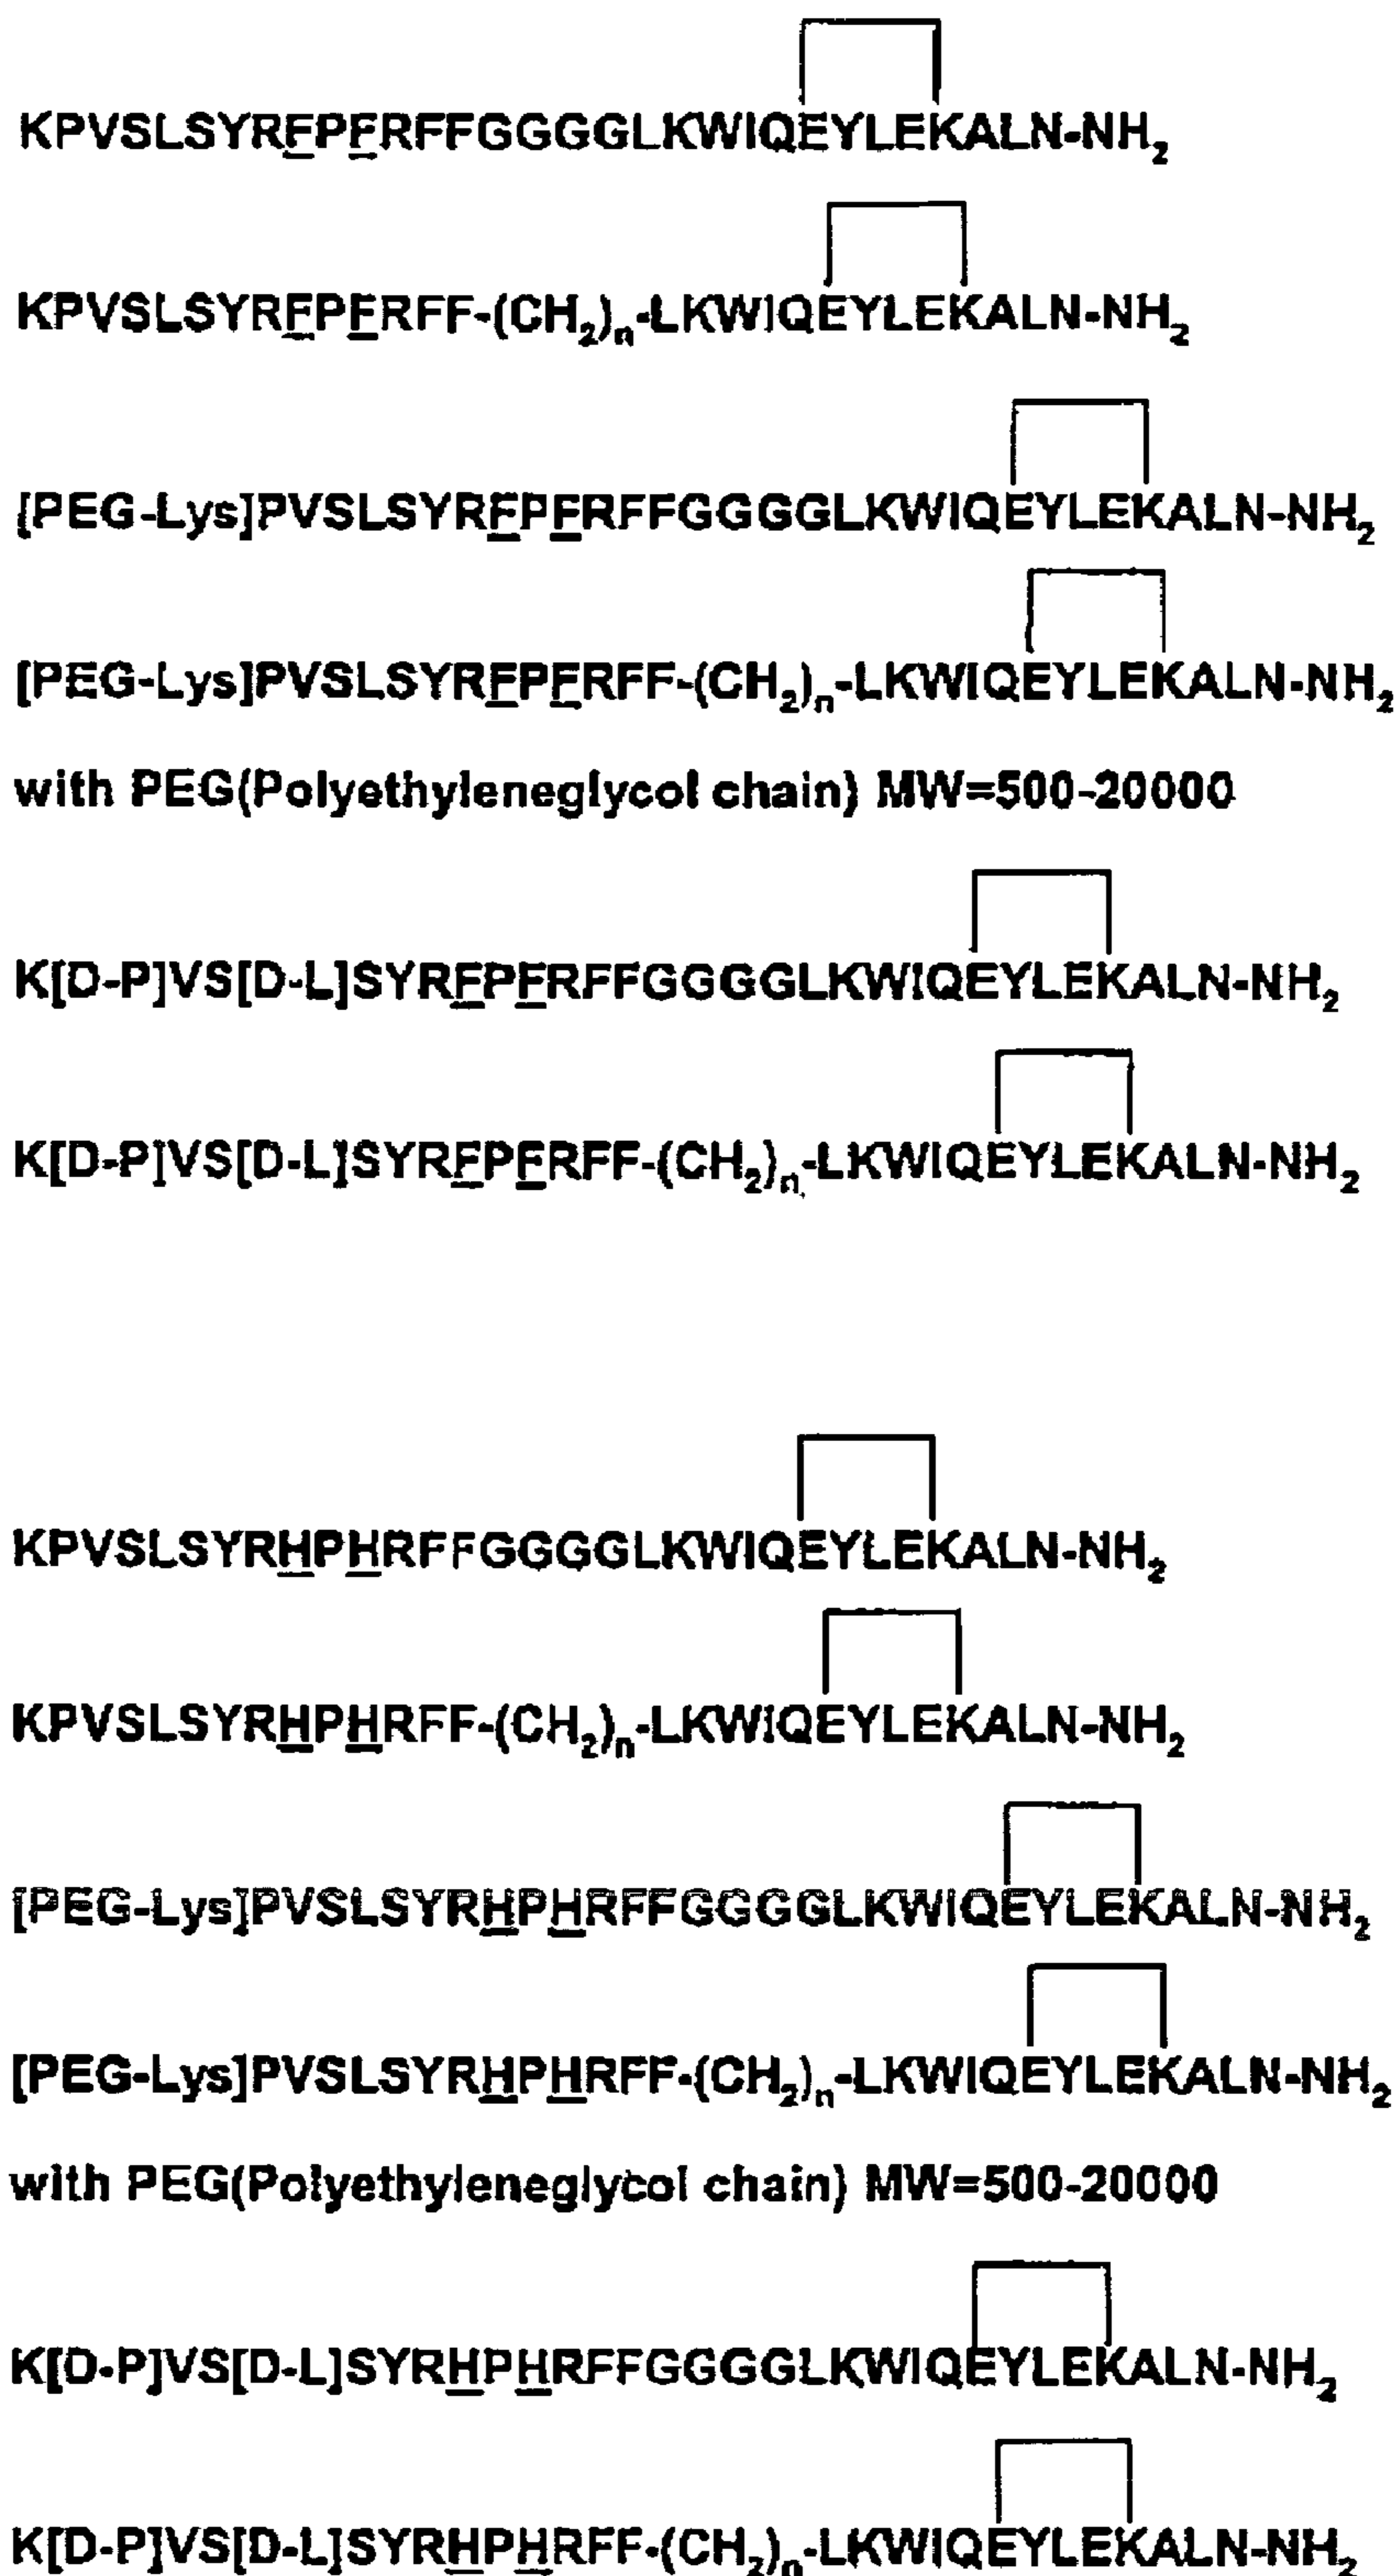 KPVSLSYRFPFRFFGGGGLKWIQEYLEKALN-NH2
KPVSLSYRFPFRFF-(CH2)n-LKWIQEYLEKALN-NH2
[PEG-Lys]PVSLSYRFPFRFFGGGGLKWIQEYLEKALN-NH2
[PEG-Lys]PVSLSYRFPFRFF-(CH2)n-LKWIQEYLEKALN-NH2
with PEG(Polyethyleneglycol chain) MW=500-20000
K[D-P]VS[D-L]SYRFPFRFFGGGGLKWIQEYLEKALN-NH2
K[D-P]VS[D-L]SYRFPFRFF-(CH2)n-LKWIQEYLEKALN-NH2
KPVSLSYRHPHRFFGGGGLKWIQEYLEKALN-NH2
KPVSLSYRHPHRFF-(CH2)n-LKWIQEYLEKALN-NH2
[PEG-Lys]PVSLSYRHPHRFFGGGGLKWIQEYLEKALN-NH2
[PEG-Lys]PVSLSYRHPHRFF-(CH2)n-LKWIQEYLEKALN-NH2
with PEG(Polyethyleneglycol chain) MW=500-20000
K[D-P]VS[D-L]SYRHPHRFFGGGGLKWIQEYLEKALN-NH2
K[D-P]VS[D-L]SYRHPHRFF-(CH2)n-LKWIQEYLEKALN-NH2